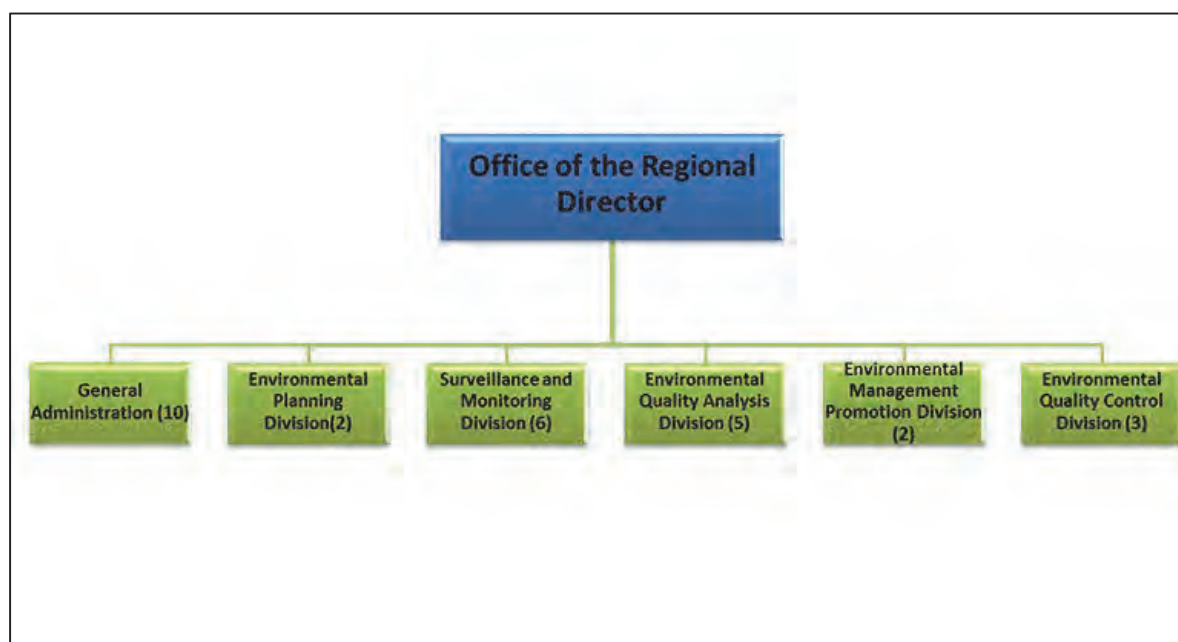 Office of the Regional
Director
General
Administration (10)
Environmental
Planning
Division(2)
Surveillance and
Monitoring
Division (6)
Environmental
Quality Analysis
Division (5)
Environmental
Management
Promotion Division
(2)
Environmental
Quality Control
Division (3)